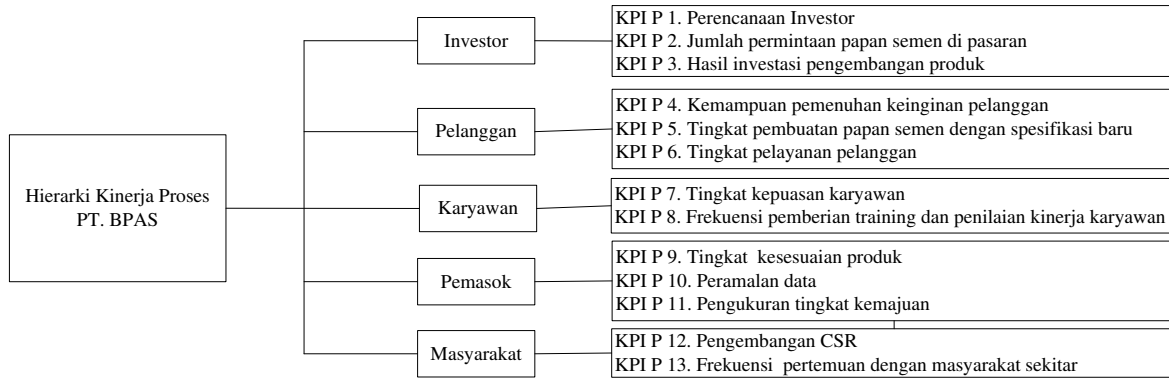 Hierarki Kinerja Proses
PT. BPAS
Investor
KPI P 1. Perencanaan Investor
KPI P 2. Jumlah permintaan papan semen di pasaran
KPI P 3. Hasil investasi pengembangan produk
Pelanggan
KPI P 4. Kemampuan pemenuhan keinginan pelanggan
KPI P 5. Tingkat pembuatan papan semen dengan spesifikasi baru
KPI P 6. Tingkat pelayanan pelanggan
Karyawan
KPI P 7. Tingkat kepuasan karyawan
KPI P 8. Frekuensi pemberian training dan penilaian kinerja karyawan
Pemasok
KPI P 9. Tingkat kesesuaian produk
KPI P 10. Peramalan data
KPI P 11. Pengukuran tingkat kemajuan
Masyarakat
KPI P 12. Pengembangan CSR
KPI P 13. Frekuensi pertemuan dengan masyarakat sekitar